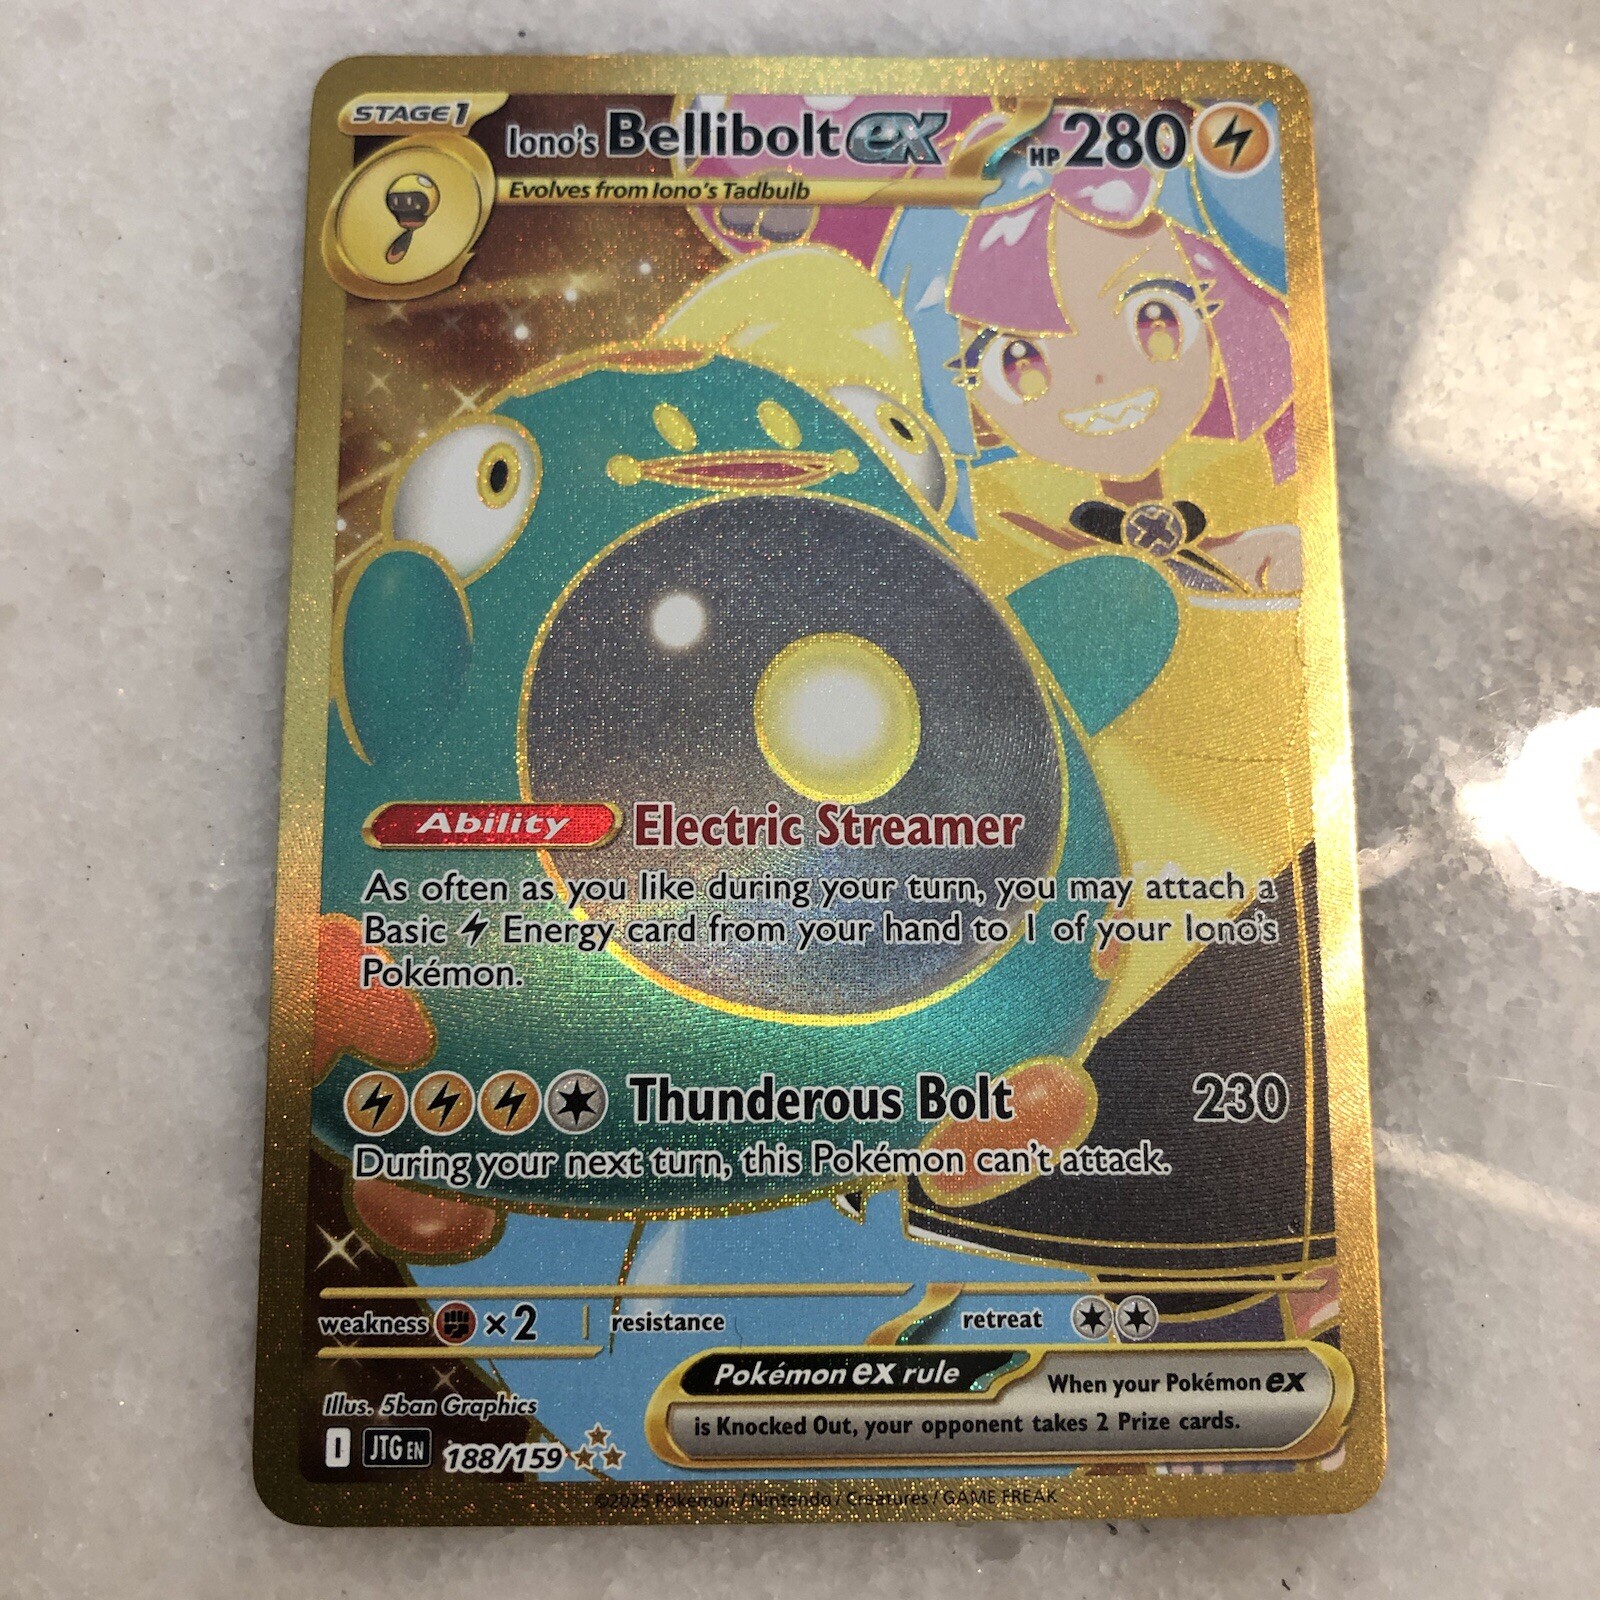 STAGE1
Iono's Bellibolt ex HP 280
Evolves from Iono's Tadbulb
Ability Electric Streamer
As often as you like during your turn, you may attach a
Basic Energy card from your hand to 1 of your Iono's
Pokémon.
Thunderous Bolt 230
During your next turn, this Pokémon can't attack.
weakness ×2 resistance retreat
Pokémon ex rule When your Pokémon ex
is Knocked Out, your opponent takes 2 Prize cards.
Illus. 5ban Graphics
I JTG EN 188/159
©2025 Pokémon / Nintendo / Creatures / GAME FREAK